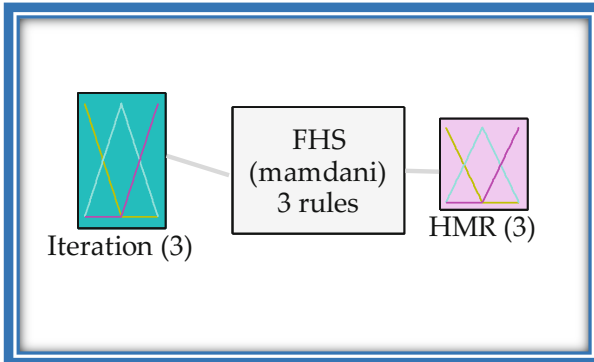 FHS
(mamdani)
3 rules
Iteration (3)
HMR (3)